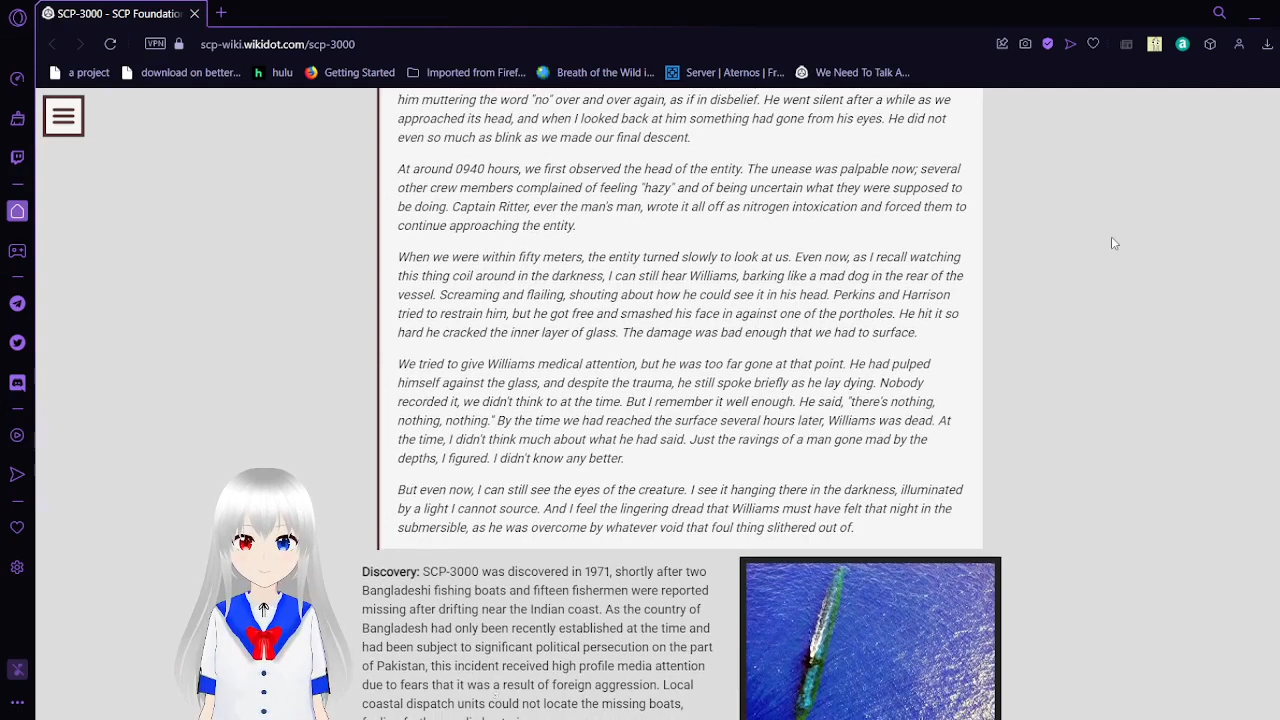 SCP-3000 - SCP Foundation
VPN
scp-wiki.wikidot.com/scp-3000
a project
download on better...
hulu
Getting Started
Imported from Firef...
Breath of the Wild i...
Server | Aternos | Fr...
We Need To Talk A...
him muttering the word "no" over and over again, as if in disbelief. He went silent after a while as we
approached its head, and when I looked back at him something had gone from his eyes. He did not
even so much as blink as we made our final descent.
At around 0940 hours, we first observed the head of the entity. The unease was palpable now; several
other crew members complained of feeling "hazy" and of being uncertain what they were supposed to
be doing. Captain Ritter, ever the man's man, wrote it all off as nitrogen intoxication and forced them to
continue approaching the entity.
When we were within fifty meters, the entity turned slowly to look at us. Even now, as I recall watching
this thing coil around in the darkness, I can still hear Williams, barking like a mad dog in the rear of the
vessel. Screaming and flailing, shouting about how he could see it in his head. Perkins and Harrison
tried to restrain him, but he got free and smashed his face in against one of the portholes. He hit it so
hard he cracked the inner layer of glass. The damage was bad enough that we had to surface.
We tried to give Williams medical attention, but he was too far gone at that point. He had pulped
himself against the glass, and despite the trauma, he still spoke briefly as he lay dying. Nobody
recorded it, we didn't think to at the time. But I remember it well enough. He said, "there's nothing,
nothing, nothing." By the time we had reached the surface several hours later, Williams was dead. At
the time, I didn't think much about what he had said. Just the ravings of a man gone mad by the
depths, I figured. I didn't know any better.
But even now, I can still see the eyes of the creature. I see it hanging there in the darkness, illuminated
by a light I cannot source. And I feel the lingering dread that Williams must have felt that night in the
submersible, as he was overcome by whatever void that foul thing slithered out of.
Discovery: SCP-3000 was discovered in 1971, shortly after two
Bangladeshi fishing boats and fifteen fishermen were reported
missing after drifting near the Indian coast. As the country of
Bangladesh had only been recently established at the time and
had been subject to significant political persecution on the part
of Pakistan, this incident received high profile media attention
due to fears that it was a result of foreign aggression. Local
coastal dispatch units could not locate the missing boats,